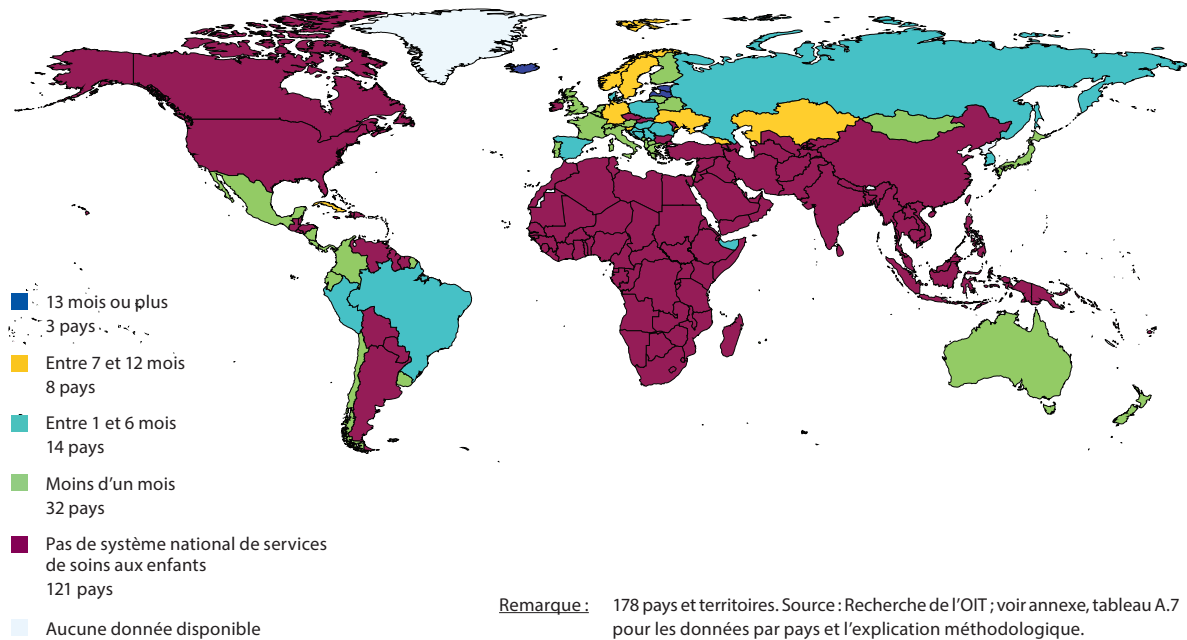 13 mois ou plus
3 pays
Entre 7 et 12 mois
8 pays
Entre 1 et 6 mois
14 pays
Moins d’un mois
32 pays
Pas de système national de services
de soins aux enfants
121 pays
Aucune donnée disponible
Remarque : 178 pays et territoires. Source : Recherche de l’OIT ; voir annexe, tableau A.7
pour les données par pays et l’explication méthodologique.